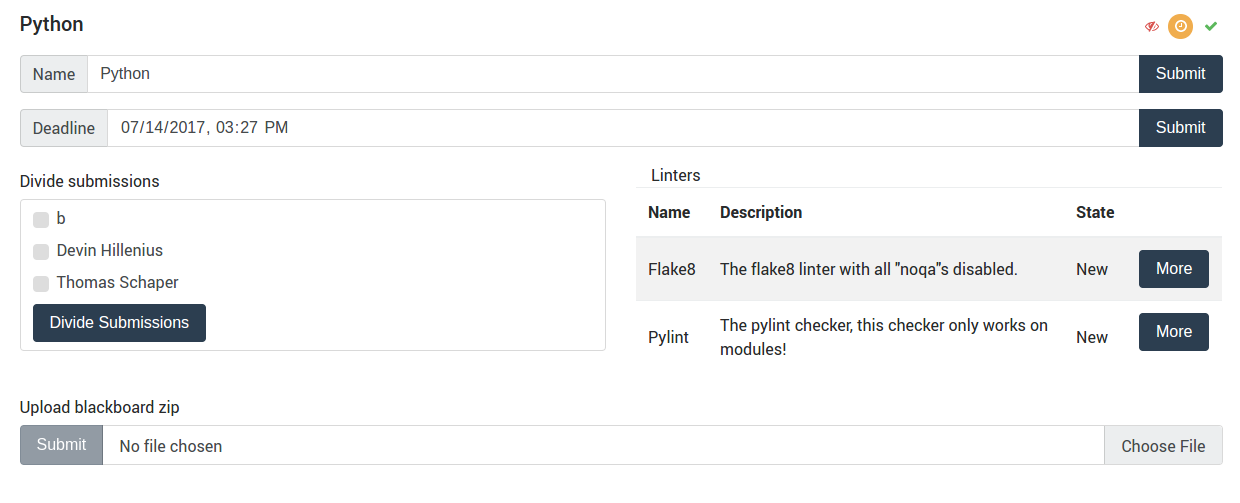 Python
Name Python Submit
Deadline 07/14/2017, 03:27 PM Submit
Divide submissions
b
Devin Hillenius
Thomas Schaper
Divide Submissions
Linters
Name Description State
Flake8 The flake8 linter with all "noqa"s disabled. New More
Pylint The pylint checker, this checker only works on
modules! New More
Upload blackboard zip
Submit No file chosen Choose File